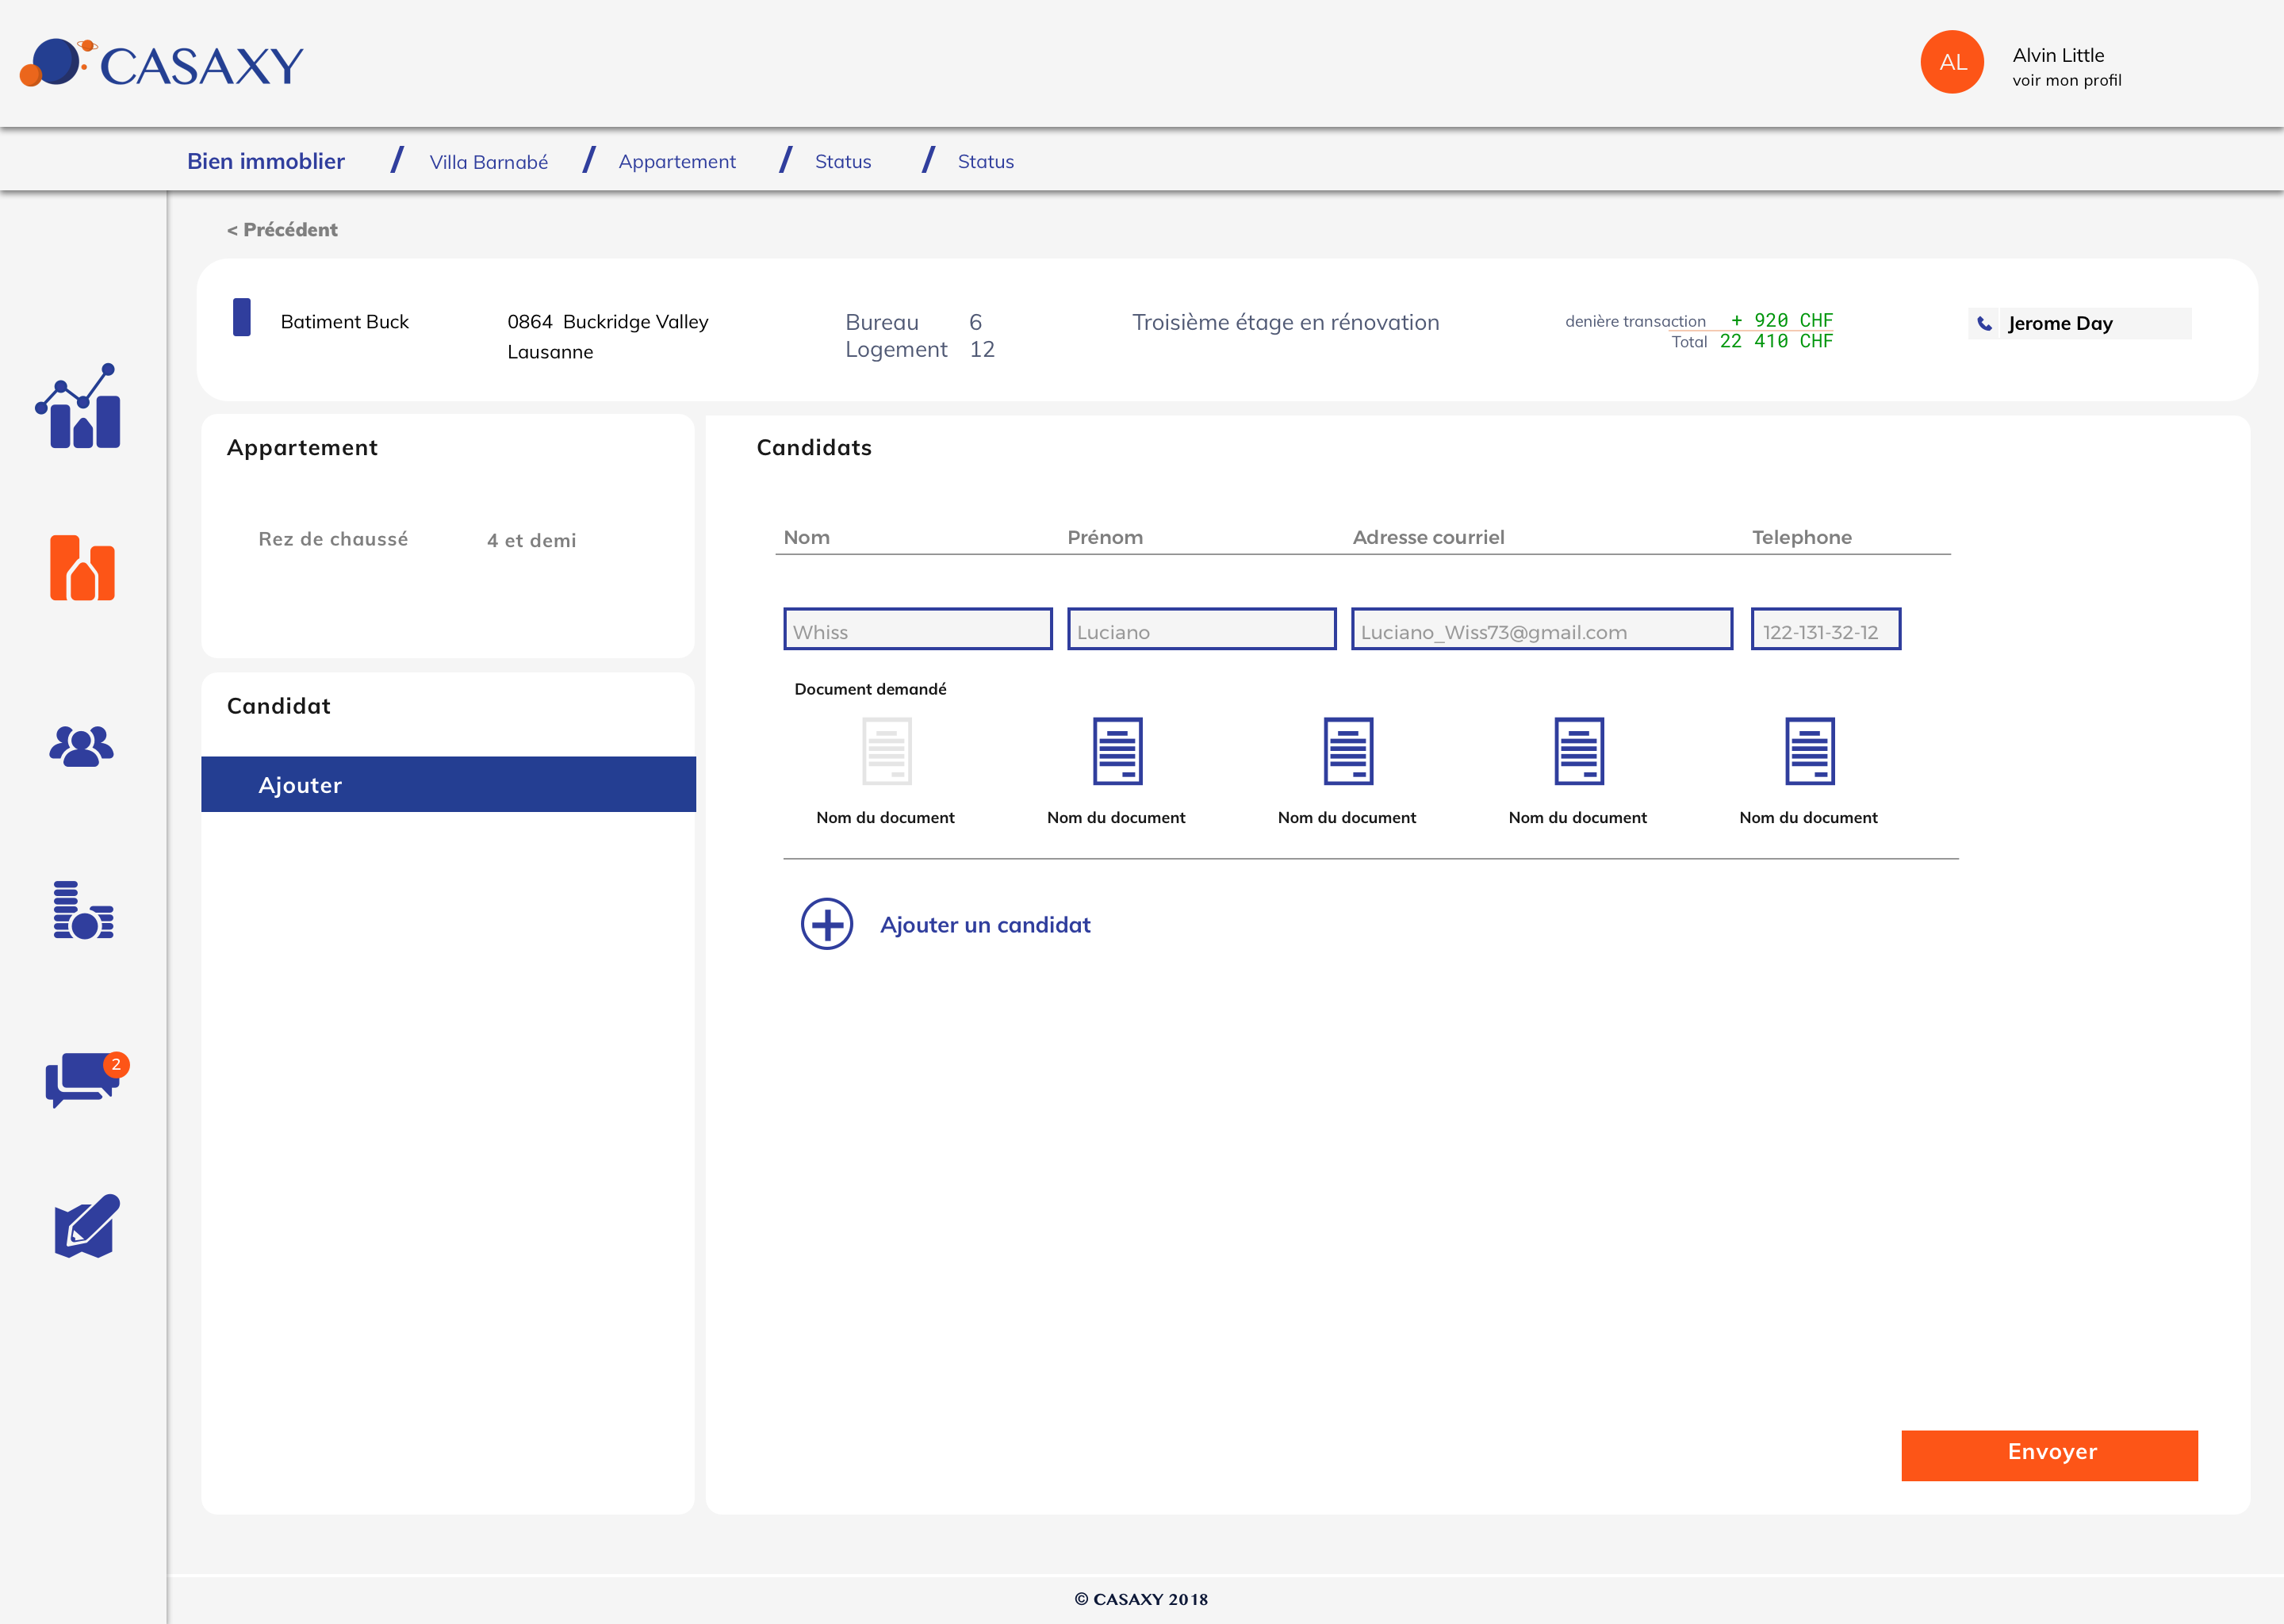 CASAXY
AL
Alvin Little
voir mon profil
Bien immoblier / Villa Barnabé / Appartement / Status / Status
< Précédent
Batiment Buck
0864 Buckridge Valley
Lausanne
Bureau 6
Logement 12
Troisième étage en rénovation
denière transaction + 920 CHF
Total 22 410 CHF
Jerome Day
Appartement
Rez de chaussé 4 et demi
Candidat
Ajouter
Candidats
Nom Prénom Adresse courriel Telephone
Whiss Luciano Luciano_Wiss73@gmail.com 122-131-32-12
Document demandé
Nom du document Nom du document Nom du document Nom du document Nom du document
Ajouter un candidat
2
Envoyer
© CASAXY 2018